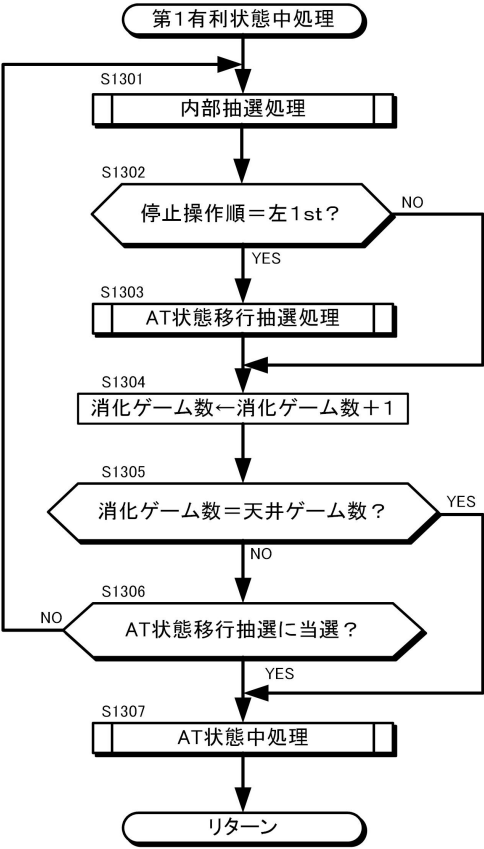 第1有利状態中処理
S1301
内部抽選処理
S1302
停止操作順＝左1st？
NO
YES
S1303
AT状態移行抽選処理
S1304
消化ゲーム数←消化ゲーム数＋1
S1305
消化ゲーム数＝天井ゲーム数？
YES
NO
S1306
NO
AT状態移行抽選に当選？
YES
S1307
AT状態中処理
リターン